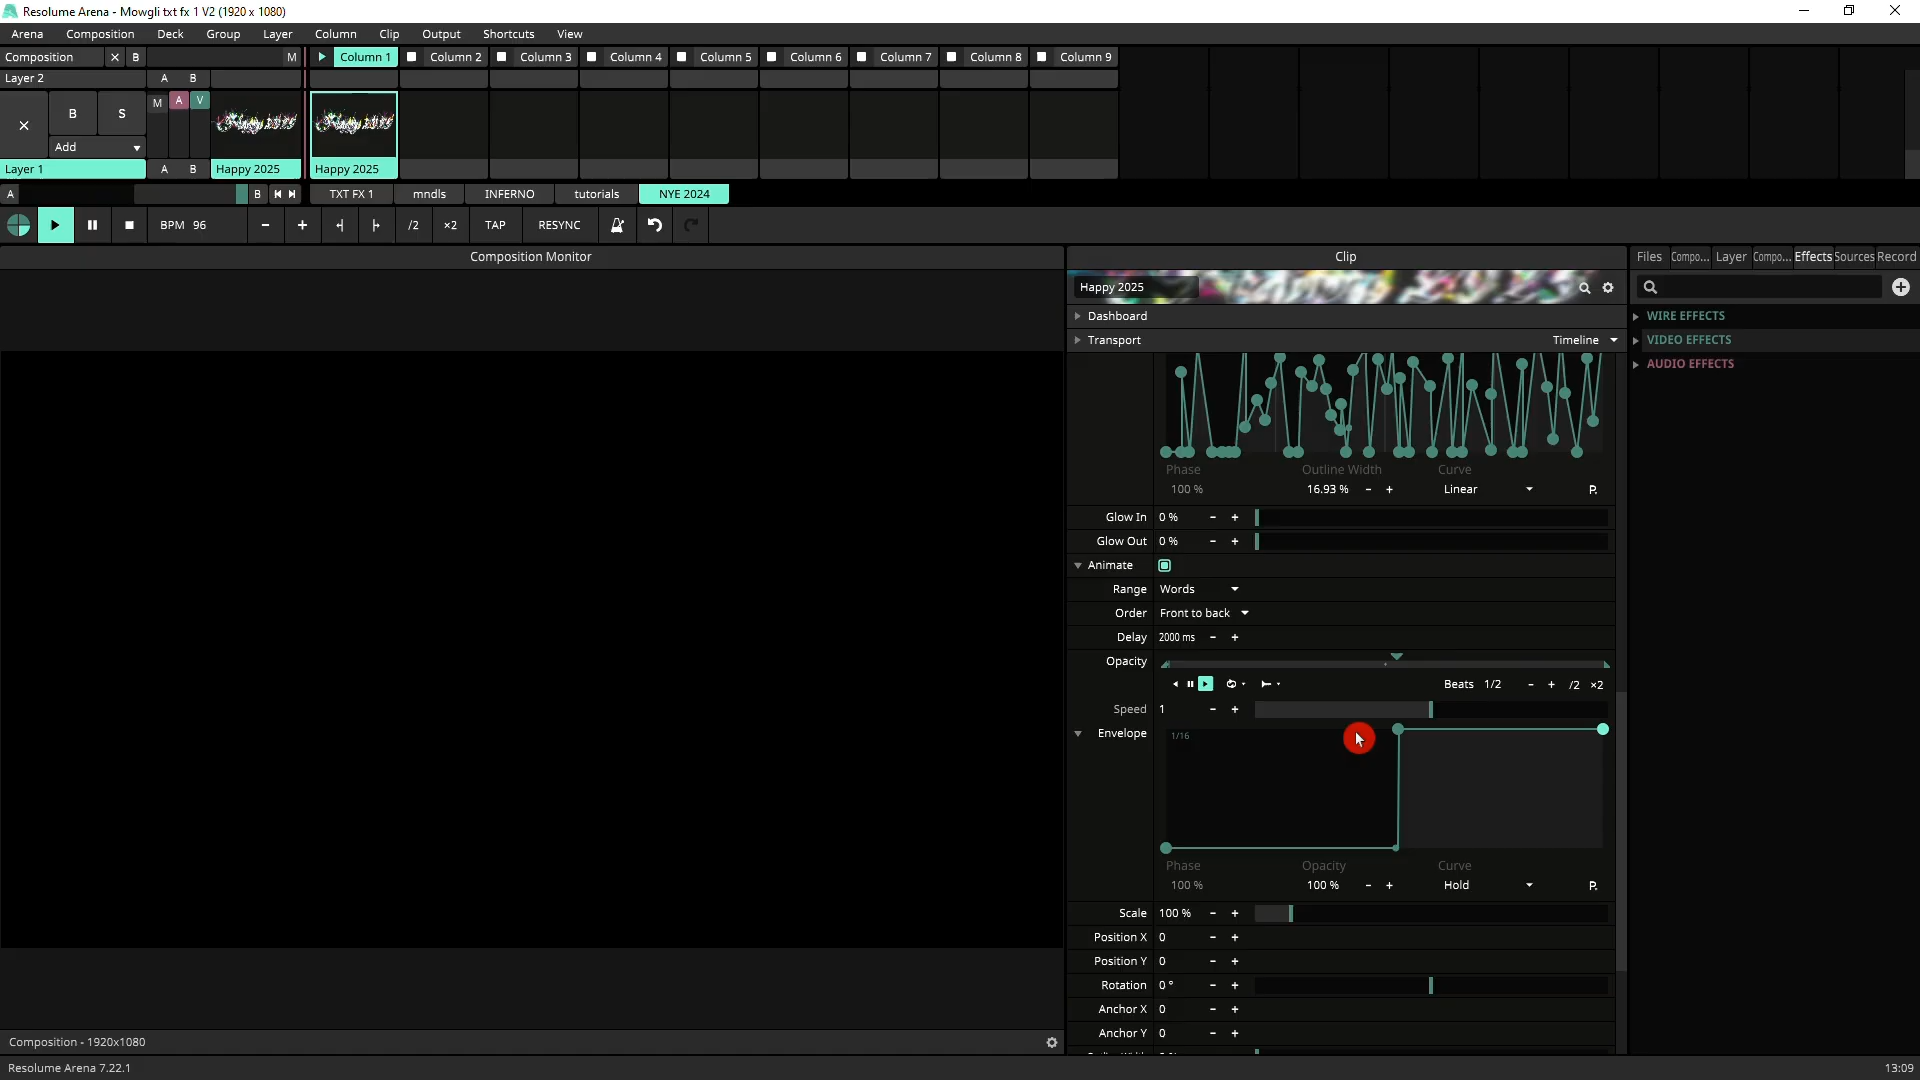 Resolume Arena - Mowgli txt fx 1 V2 (1920 x 1080)
Arena Composition Deck Group Layer Column Clip Output Shortcuts View
Composition B M Column 1 Column 2 Column 3 Column 4 Column 5 Column 6 Column 7 Column 8 Column 9
Layer 2 A B
B S M A V
Add
Layer 1 A B Happy 2025 Happy 2025
A B TXT FX 1 mndls INFERNO tutorials NYE 2024
BPM 96 - + /2 ×2 TAP RESYNC
Composition Monitor
Clip
Files Compo... Layer Compo... Effects Sources Record
Happy 2025
Dashboard
Transport Timeline
WIRE EFFECTS
VIDEO EFFECTS
AUDIO EFFECTS
Phase Outline Width Curve
100 % 16.93 % - + Linear P.
Glow In 0 % - +
Glow Out 0 % - +
Animate
Range Words
Order Front to back
Delay 2000 ms - +
Opacity
Beats 1/2 - + /2 ×2
Speed 1 - +
Envelope 1/16
Phase Opacity Curve
100 % 100 % - + Hold P.
Scale 100 % - +
Position X 0 - +
Position Y 0 - +
Rotation 0 ° - +
Anchor X 0 - +
Anchor Y 0 - +
Composition - 1920x1080
Resolume Arena 7.22.1
13:09